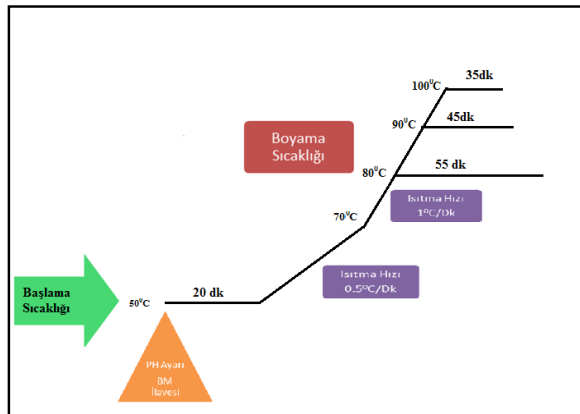 35dk
100⁰C
45dk
90⁰C
Boyama
Sıcaklığı
55 dk
80⁰C
Isıtma Hızı
1⁰C/Dk
70⁰C
Isıtma Hızı
0.5⁰C/Dk
Başlama
Sıcaklığı
20 dk
50⁰C
PH Ayarı
BM
İlavesi